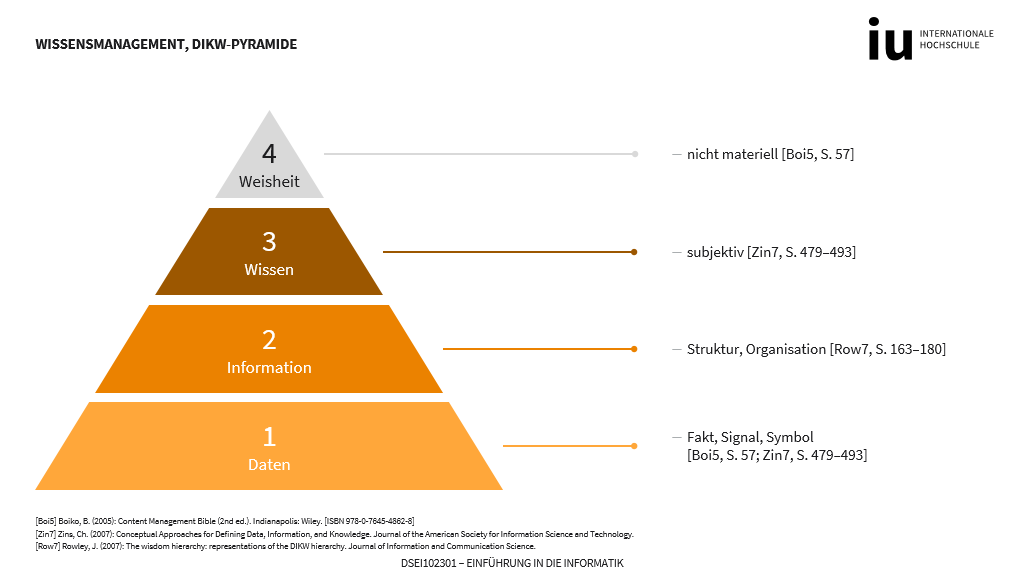 WISSENSMANAGEMENT, DIKW-PYRAMIDE
iu INTERNATIONALE
HOCHSCHULE
4
Weisheit
nicht materiell [Boi5, S. 57]
3
Wissen
subjektiv [Zin7, S. 479–493]
2
Information
Struktur, Organisation [Row7, S. 163–180]
1
Daten
Fakt, Signal, Symbol
[Boi5, S. 57; Zin7, S. 479–493]
[Boi5] Boiko, B. (2005): Content Management Bible (2nd ed.). Indianapolis: Wiley. [ISBN 978-0-7645-4862-8]
[Zin7] Zins, Ch. (2007): Conceptual Approaches for Defining Data, Information, and Knowledge. Journal of the American Society for Information Science and Technology.
[Row7] Rowley, J. (2007): The wisdom hierarchy: representations of the DIKW hierarchy. Journal of Information and Communication Science.
DSEI102301 – EINFÜHRUNG IN DIE INFORMATIK